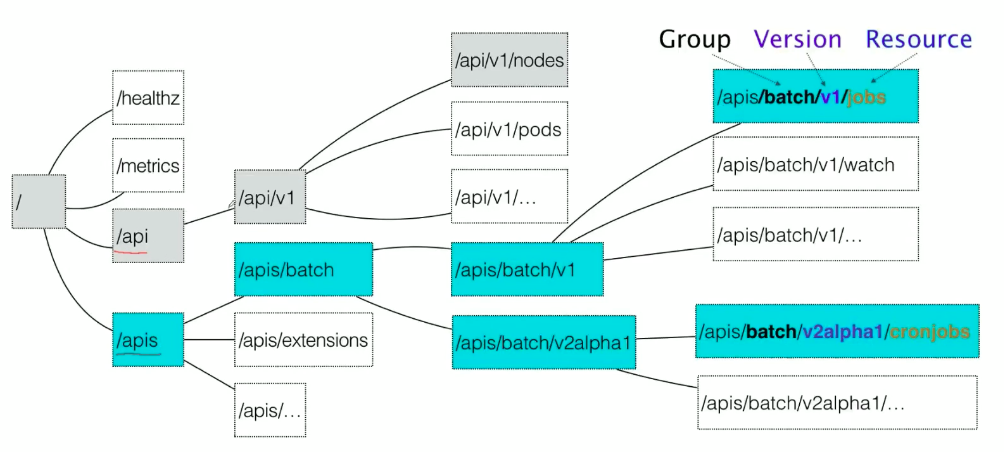 Group Version Resource
/
/healthz
/metrics
/api
/apis
/api/v1
/apis/batch
/apis/extensions
/apis/...
/api/v1/nodes
/api/v1/pods
/api/v1/...
/apis/batch/v1
/apis/batch/v2alpha1
/apis/batch/v1/jobs
/apis/batch/v1/watch
/apis/batch/v1/...
/apis/batch/v2alpha1/cronjobs
/apis/batch/v2alpha1/...